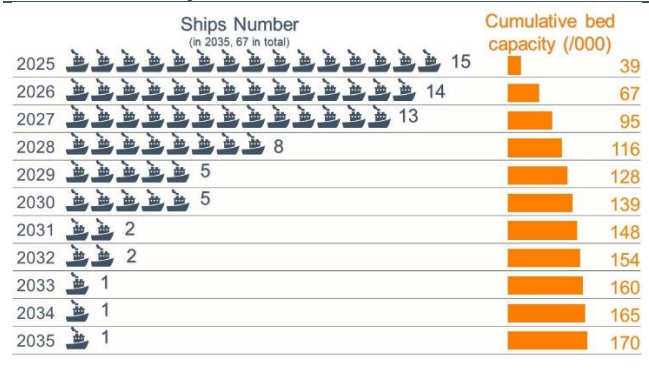 Ships Number
(in 2035, 67 in total)
Cumulative bed
capacity (/000)
2025 15 39
2026 14 67
2027 13 95
2028 8 116
2029 5 128
2030 5 139
2031 2 148
2032 2 154
2033 1 160
2034 1 165
2035 1 170